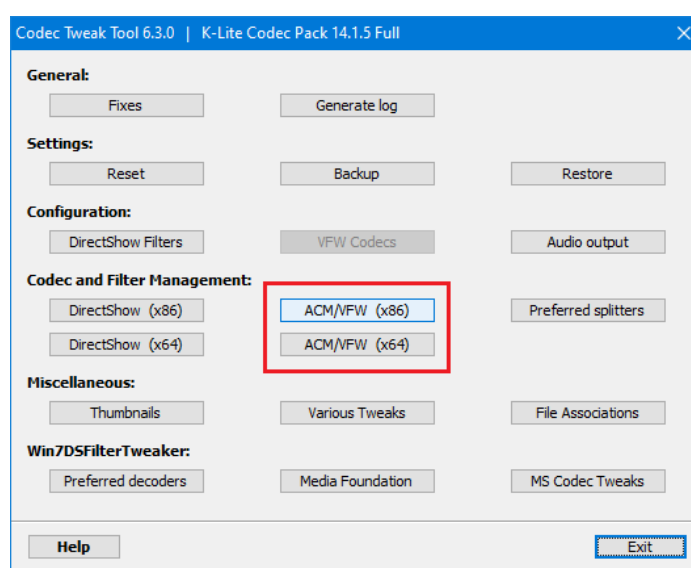 Codec Tweak Tool 6.3.0 | K-Lite Codec Pack 14.1.5 Full
General:
Fixes Generate log
Settings:
Reset Backup Restore
Configuration:
DirectShow Filters VFW Codecs Audio output
Codec and Filter Management:
DirectShow (x86) ACM/VFW (x86) Preferred splitters
DirectShow (x64) ACM/VFW (x64)
Miscellaneous:
Thumbnails Various Tweaks File Associations
Win7DSFilterTweaker:
Preferred decoders Media Foundation MS Codec Tweaks
Help Exit